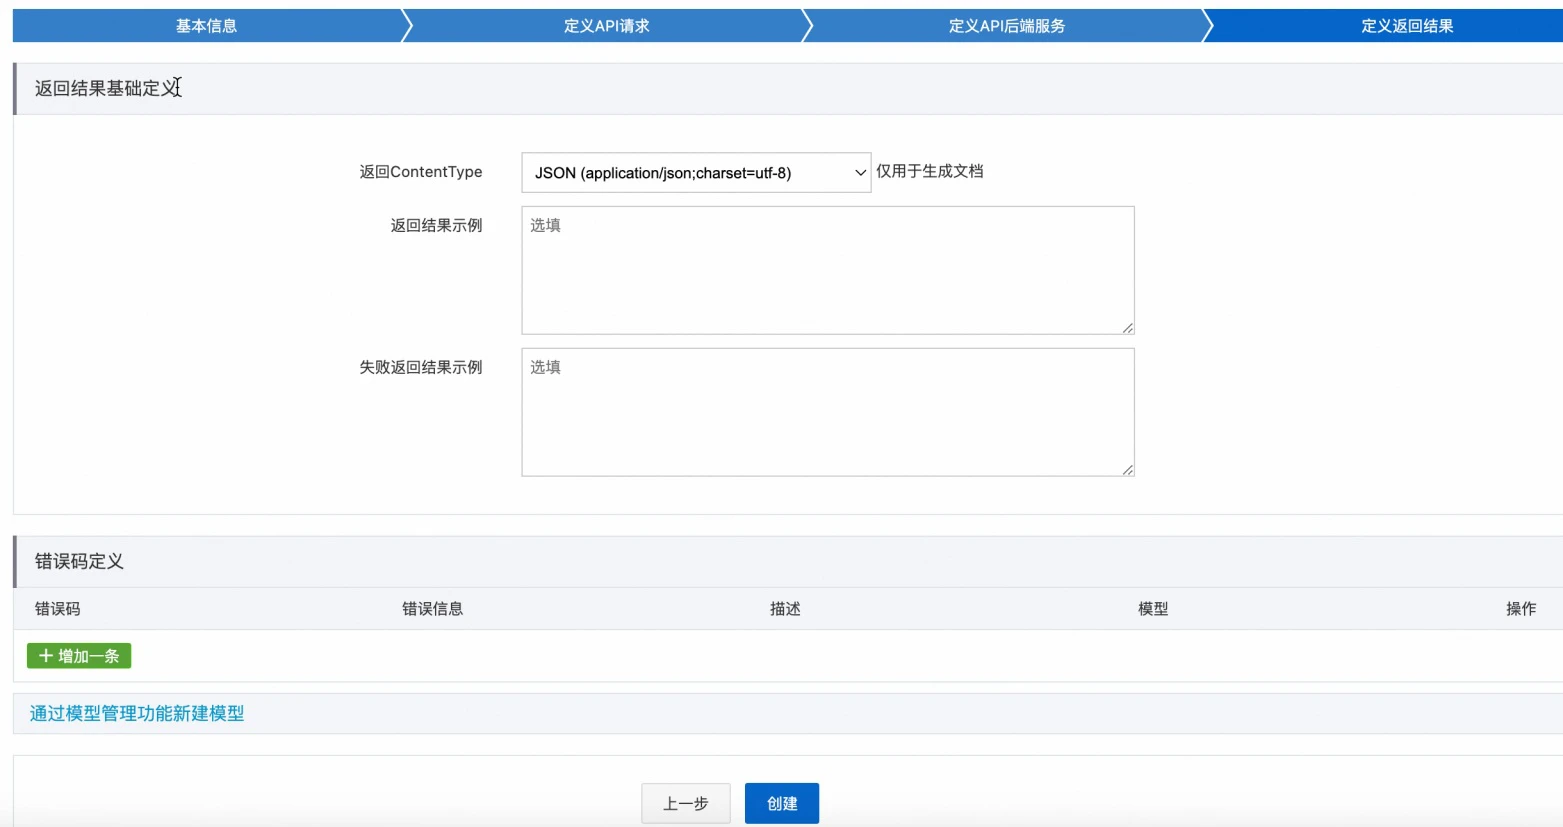 基本信息
定义API请求
定义API后端服务
定义返回结果
返回结果基础定义
返回ContentType
JSON (application/json;charset=utf-8)
仅用于生成文档
返回结果示例
选填
失败返回结果示例
选填
错误码定义
错误码
错误信息
描述
模型
操作
增加一条
通过模型管理功能新建模型
上一步
创建